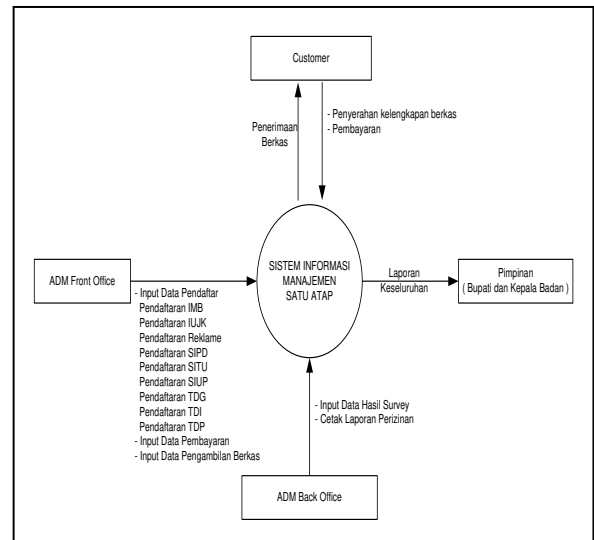 Customer
Penerimaan
Berkas
- Penyerahan kelengkapan berkas
- Pembayaran
ADM Front Office
SISTEM INFORMASI
MANAJEMEN
SATU ATAP
Laporan
Keseluruhan
Pimpinan
( Bupati dan Kepala Badan )
- Input Data Pendaftar
Pendaftaran IMB
Pendaftaran IUJK
Pendaftaran Reklame
Pendaftaran SIPD
Pendaftaran SITU
Pendaftaran SIUP
Pendaftaran TDG
Pendaftaran TDI
Pendaftaran TDP
- Input Data Pembayaran
- Input Data Pengambilan Berkas
- Input Data Hasil Survey
- Cetak Laporan Perizinan
ADM Back Office